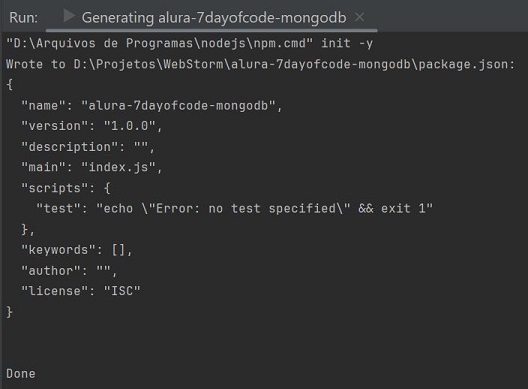 Run: Generating alura-7dayofcode-mongodb
"D:\Arquivos de Programas\nodejs\npm.cmd" init -y
Wrote to D:\Projetos\WebStorm\alura-7dayofcode-mongodb\package.json:
{
  "name": "alura-7dayofcode-mongodb",
  "version": "1.0.0",
  "description": "",
  "main": "index.js",
  "scripts": {
    "test": "echo \"Error: no test specified\" && exit 1"
  },
  "keywords": [],
  "author": "",
  "license": "ISC"
}
Done